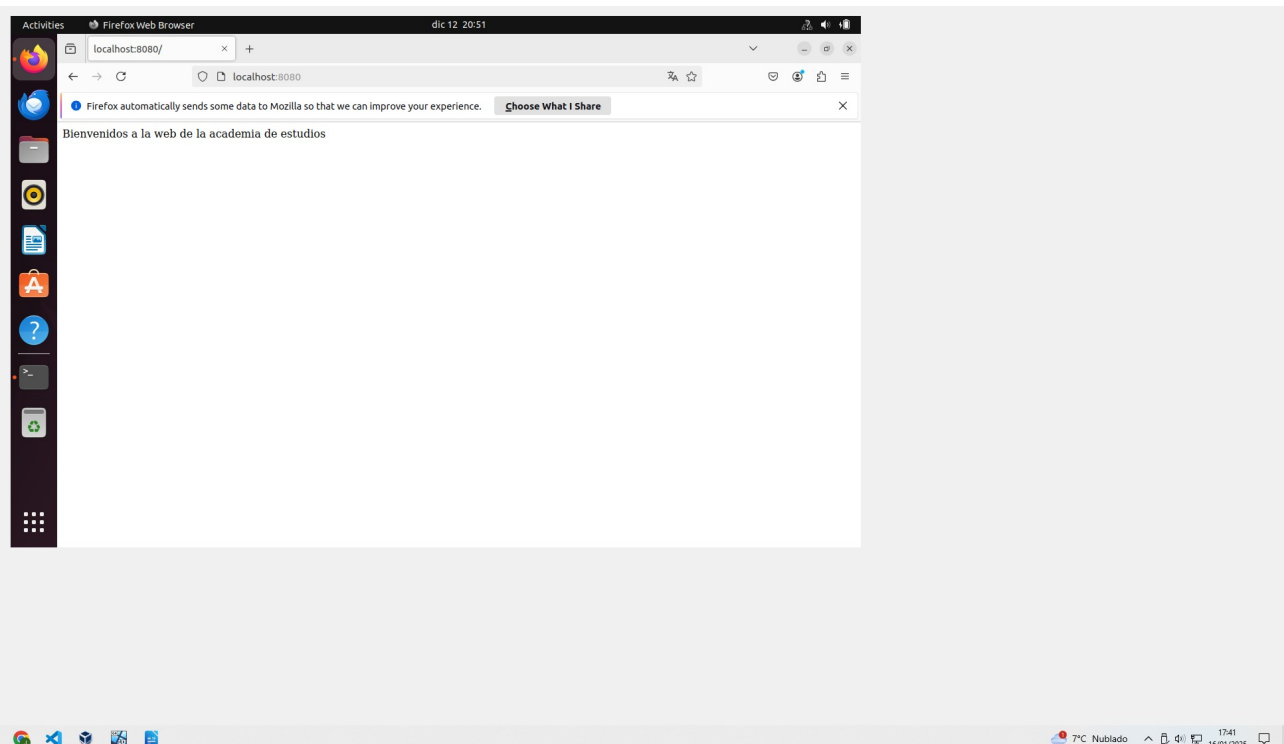 Activities Firefox Web Browser dic 12 20:51
localhost:8080/
localhost:8080
Firefox automatically sends some data to Mozilla so that we can improve your experience. Choose What I Share
Bienvenidos a la web de la academia de estudios
7°C Nublado 17:41